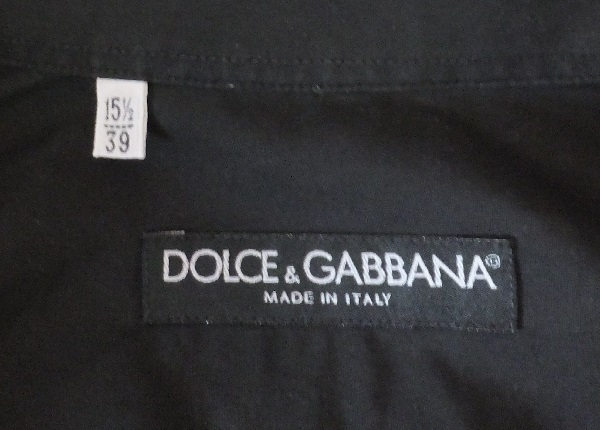 15½
39
DOLCE & GABBANA®
MADE IN ITALY